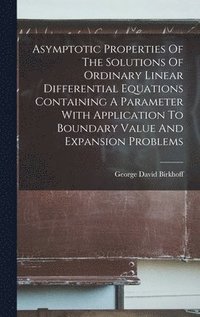 Asymptotic Properties Of
The Solutions Of
Ordinary Linear
Differential Equations
Containing A Parameter
With Application To
Boundary Value And
Expansion Problems
George David Birkhoff